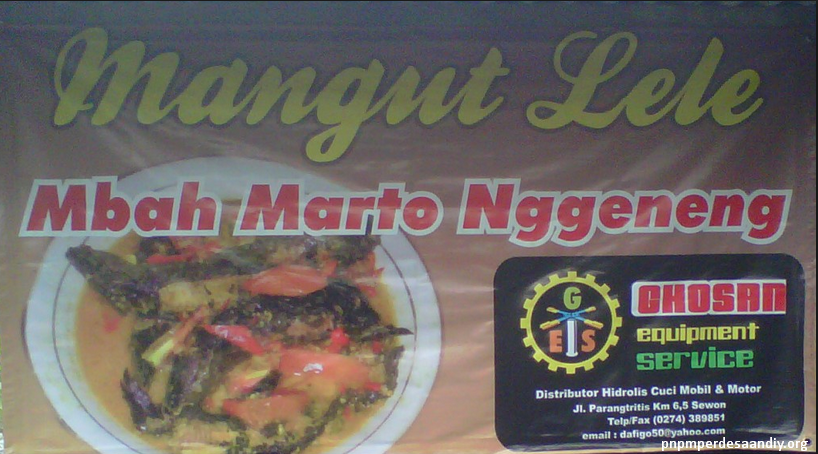 Mangut Lele
Mbah Marto Nggeneng
G
E S
GHOSAN
equipment
service
Distributor Hidrolis Cuci Mobil & Motor
Jl. Parangtritis Km 6,5 Sewon
Telp/Fax (0274) 389851
email : dafigo50@yahoo.com
pnpmperdesaandiy.org